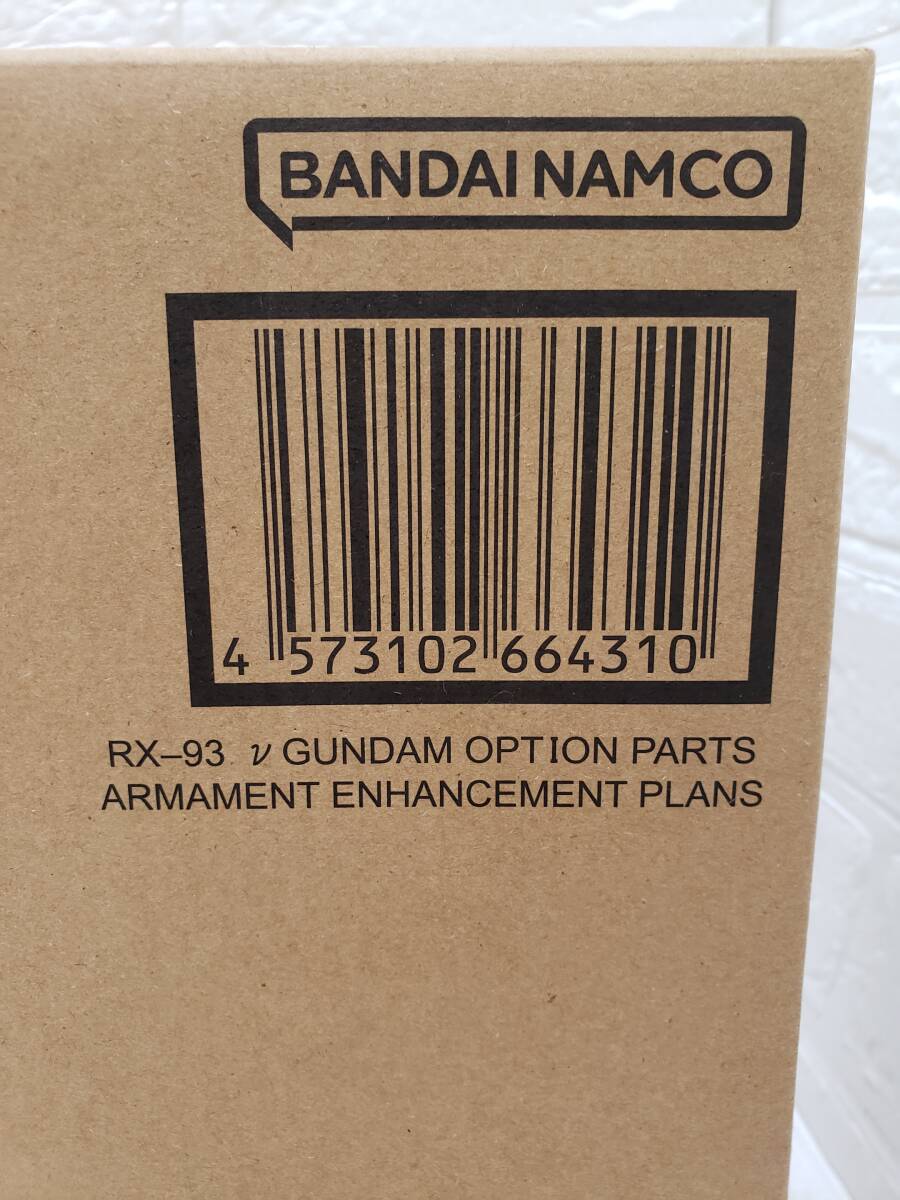 BANDAI NAMCO
4 573102 664310
RX–93 ν GUNDAM OPTION PARTS
ARMAMENT ENHANCEMENT PLANS